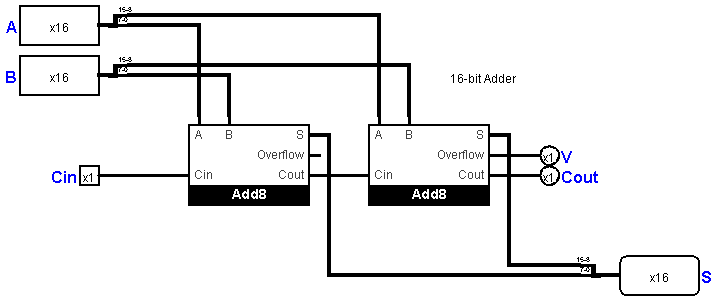 A x16 15-8
7-0
B x16 15-8
7-0
16-bit Adder
A B S A B S
Overflow Overflow x1 V
Cin x1 Cin Cout Cin Cout x1 Cout
Add8 Add8
15-8
7-0
x16 S